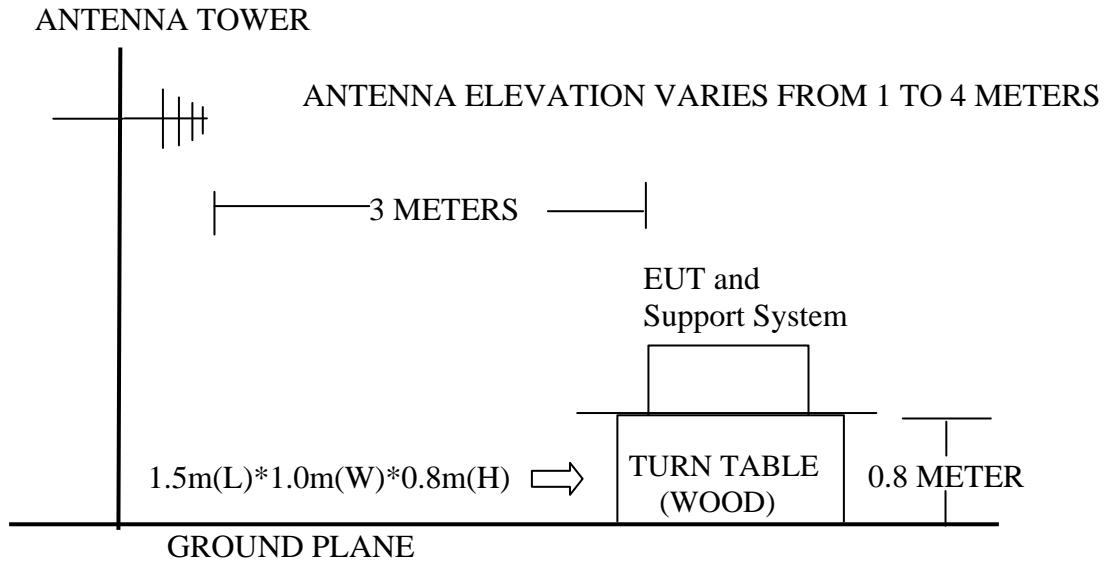 ANTENNA TOWER
ANTENNA ELEVATION VARIES FROM 1 TO 4 METERS
3 METERS
EUT and
Support System
1.5m(L)*1.0m(W)*0.8m(H)
TURN TABLE
(WOOD)
0.8 METER
GROUND PLANE